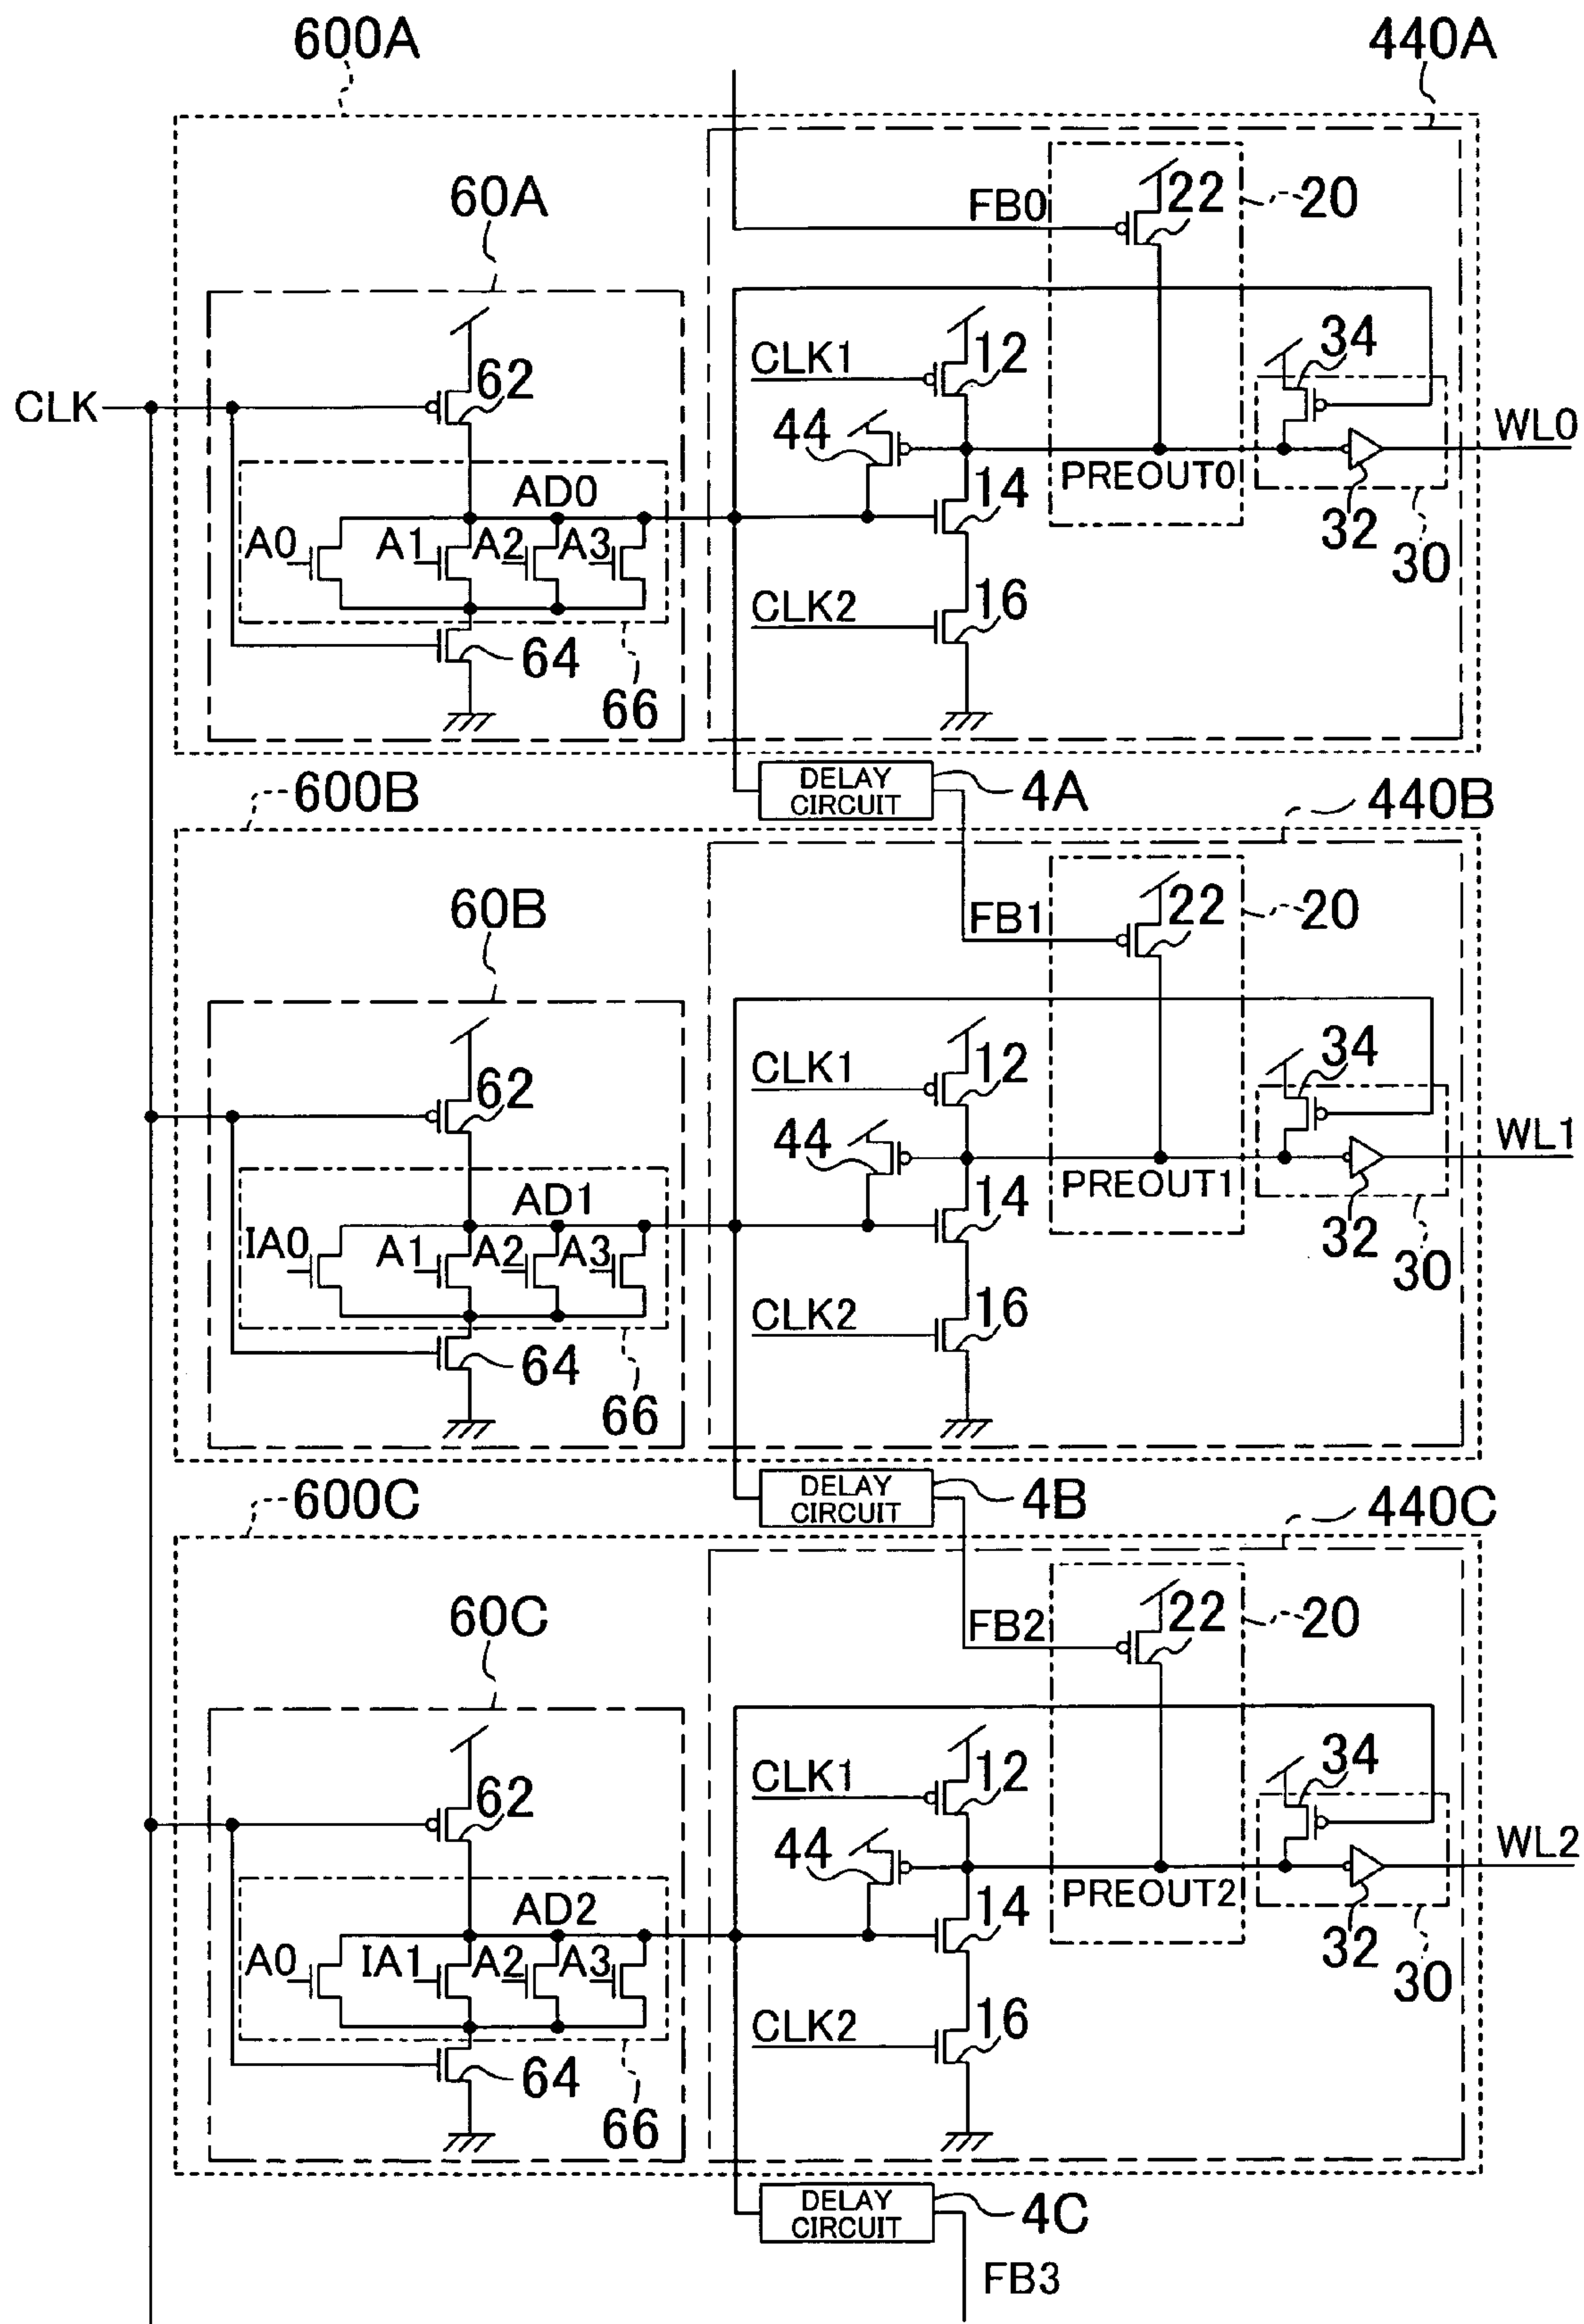 600A
440A
60A
FB0
22
20
CLK1
12
34
CLK
62
44
WL0
AD0
14
PREOUT0
A0
A1
A2
A3
32
30
CLK2
16
64
66
600B
DELAY
CIRCUIT
4A
440B
60B
FB1
22
20
CLK1
12
34
62
44
WL1
AD1
14
PREOUT1
IA0
A1
A2
A3
32
30
CLK2
16
64
66
600C
DELAY
CIRCUIT
4B
440C
60C
FB2
22
20
CLK1
12
34
62
44
WL2
AD2
14
PREOUT2
A0
IA1
A2
A3
32
30
CLK2
16
64
66
DELAY
CIRCUIT
4C
FB3